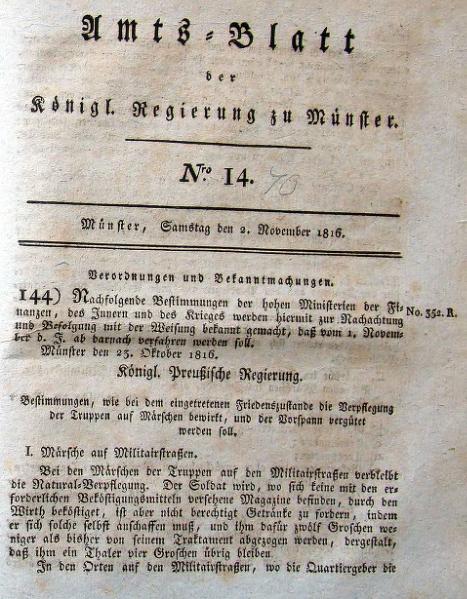 Amts-Blatt
der
Königl. Regierung zu Münster.
Nro. 14.
Münster, Samstag den 2. November 1816.
Verordnungen und Bekanntmachungen.
144) Nachfolgende Bestimmungen der hohen Ministerien der Fi- No. 352. R.
nanzen, des Innern und des Krieges werden hiermit zur Nachachtung
und Befolgung mit der Weisung bekannt gemacht, daß vom 1. Novem-
ber d. J. ab darnach verfahren werden soll.
Münster den 25. Oktober 1816.
Königl. Preußische Regierung.
Bestimmungen, wie bei dem eingetretenen Friedenszustande die Verpflegung
der Truppen auf Märschen bewirkt, und der Vorspann vergütet
werden soll.
I. Märsche auf Militairstraßen.
Bei den Märschen der Truppen auf den Militairstraßen verbleibt
die Natural-Verpflegung. Der Soldat wird, wo sich keine mit den er-
forderlichen Beköstigungsmitteln versehene Magazine befinden, durch den
Wirth beköstiget, ist aber nicht berechtigt Getränke zu fordern, indem
er sich solche selbst anschaffen muß, und ihm dafür zwölf Groschen we-
niger als bisher von seinem Traktament abgezogen werden, dergestalt,
daß ihm ein Thaler vier Groschen übrig bleiben.
In den Orten auf den Militairstraßen, wo die Quartiergeber die